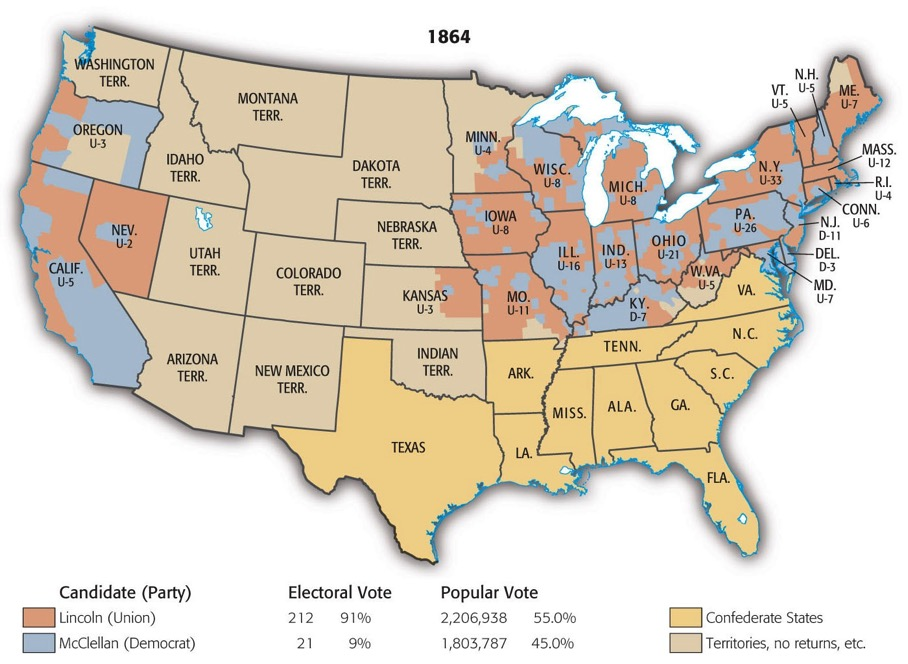 1864
WASHINGTON
TERR.
MONTANA
TERR.
OREGON
U-3
IDAHO
TERR.
DAKOTA
TERR.
MINN.
U-4
WISC.
U-8
MICH.
U-8
N.Y.
U-33
VT.
U-5
N.H.
U-5
ME.
U-7
MASS.
U-12
R.I.
U-4
CONN.
U-6
N.J.
D-11
DEL.
D-3
MD.
U-7
PA.
U-26
NEV.
U-2
CALIF.
U-5
UTAH
TERR.
NEBRASKA
TERR.
IOWA
U-8
ILL.
U-16
IND.
U-13
OHIO
U-21
W.VA.
U-5
VA.
COLORADO
TERR.
KANSAS
U-3
MO.
U-11
KY.
D-7
ARIZONA
TERR.
NEW MEXICO
TERR.
INDIAN
TERR.
ARK.
TENN.
N.C.
S.C.
TEXAS
LA.
MISS.
ALA.
GA.
FLA.
Candidate (Party) Electoral Vote Popular Vote
Lincoln (Union) 212 91% 2,206,938 55.0%
McClellan (Democrat) 21 9% 1,803,787 45.0%
Confederate States
Territories, no returns, etc.